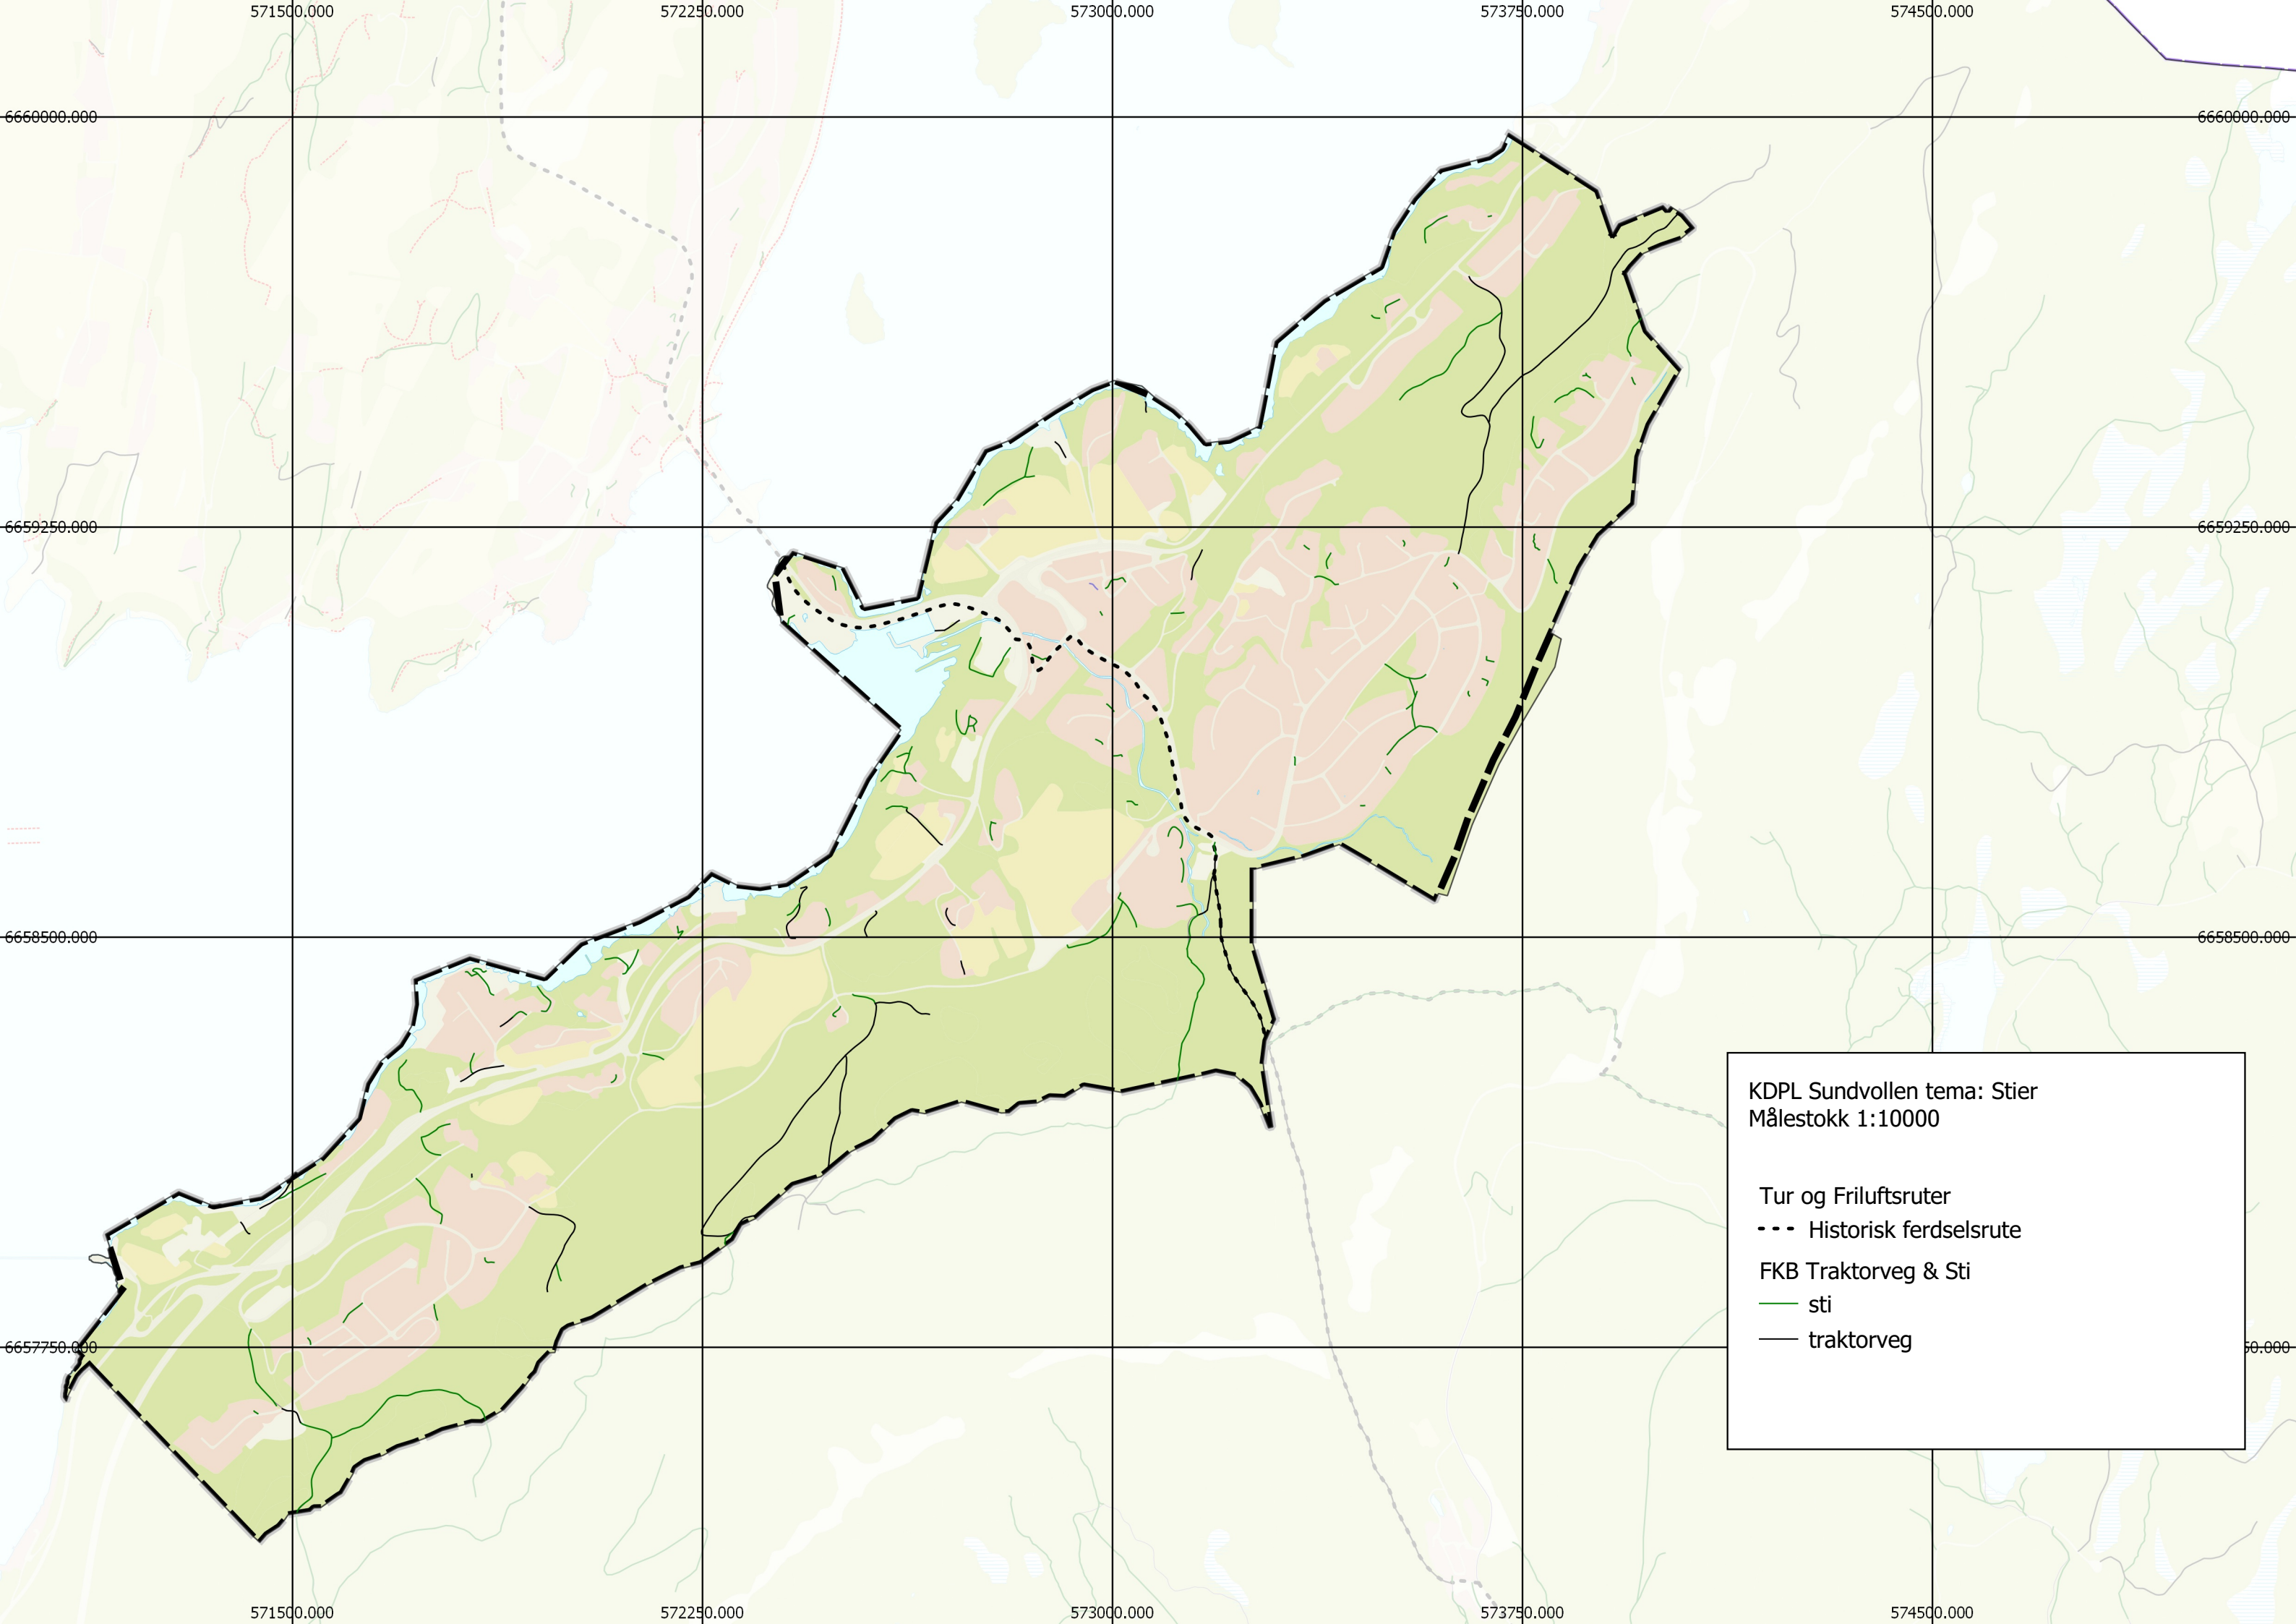 571500.000
572250.000
573000.000
573750.000
574500.000
6660000.000
6660000.000
6659250.000
6659250.000
6658500.000
6658500.000
KDPL Sundvollen tema: Stier
Målestokk 1:10000
Tur og Friluftsruter
Historisk ferdselsrute
FKB Traktorveg & Sti
sti
traktorveg
6657750.000
50.000
571500.000
572250.000
573000.000
573750.000
574500.000